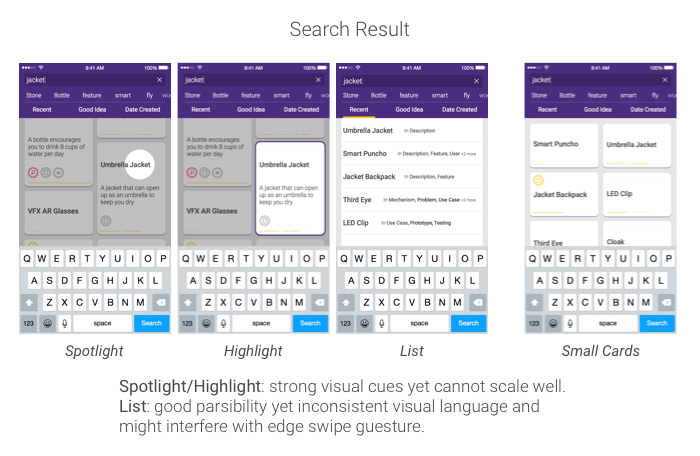 Search Result
9:41 AM 100%
jacket ×
Stone Bottle feature smart fly
Recent Good Idea Date Created
A bottle encourages
you to drink 8 cups of
water per day
VFX AR Glasses
Umbrella Jacket
A jacket that can open
up as an umbrella to
keep you dry
Q W E R T Y U I O P
A S D F G H J K L
Z X C V B N M
123 space Search
Spotlight
9:41 AM 100%
jacket ×
Stone Bottle feature smart fly
Recent Good Idea Date Created
A bottle encourages
you to drink 8 cups of
water per day
VFX AR Glasses
Umbrella Jacket
A jacket that can open
up as an umbrella to
keep you dry
Q W E R T Y U I O P
A S D F G H J K L
Z X C V B N M
123 space Search
Highlight
9:41 AM 100%
jacket ×
Stone Bottle feature smart fly
Recent Good Idea Date Created
Umbrella Jacket In Description
Smart Puncho In Description, Feature, User +2 more
Jacket Backpack In Description, Feature
Third Eye In Mechanism, Problem, Use Case +2 more
LED Clip In Use Case, Prototype, Testing
Q W E R T Y U I O P
A S D F G H J K L
Z X C V B N M
123 space Search
List
9:41 AM 100%
jacket ×
Stone Bottle feature smart fly
Recent Good Idea Date Created
Smart Puncho Umbrella Jacket
Jacket Backpack LED Clip
Third Eye Cloak
Q W E R T Y U I O P
A S D F G H J K L
Z X C V B N M
123 space Search
Small Cards
Spotlight/Highlight: strong visual cues yet cannot scale well.
List: good parsibility yet inconsistent visual language and
might interfere with edge swipe guesture.